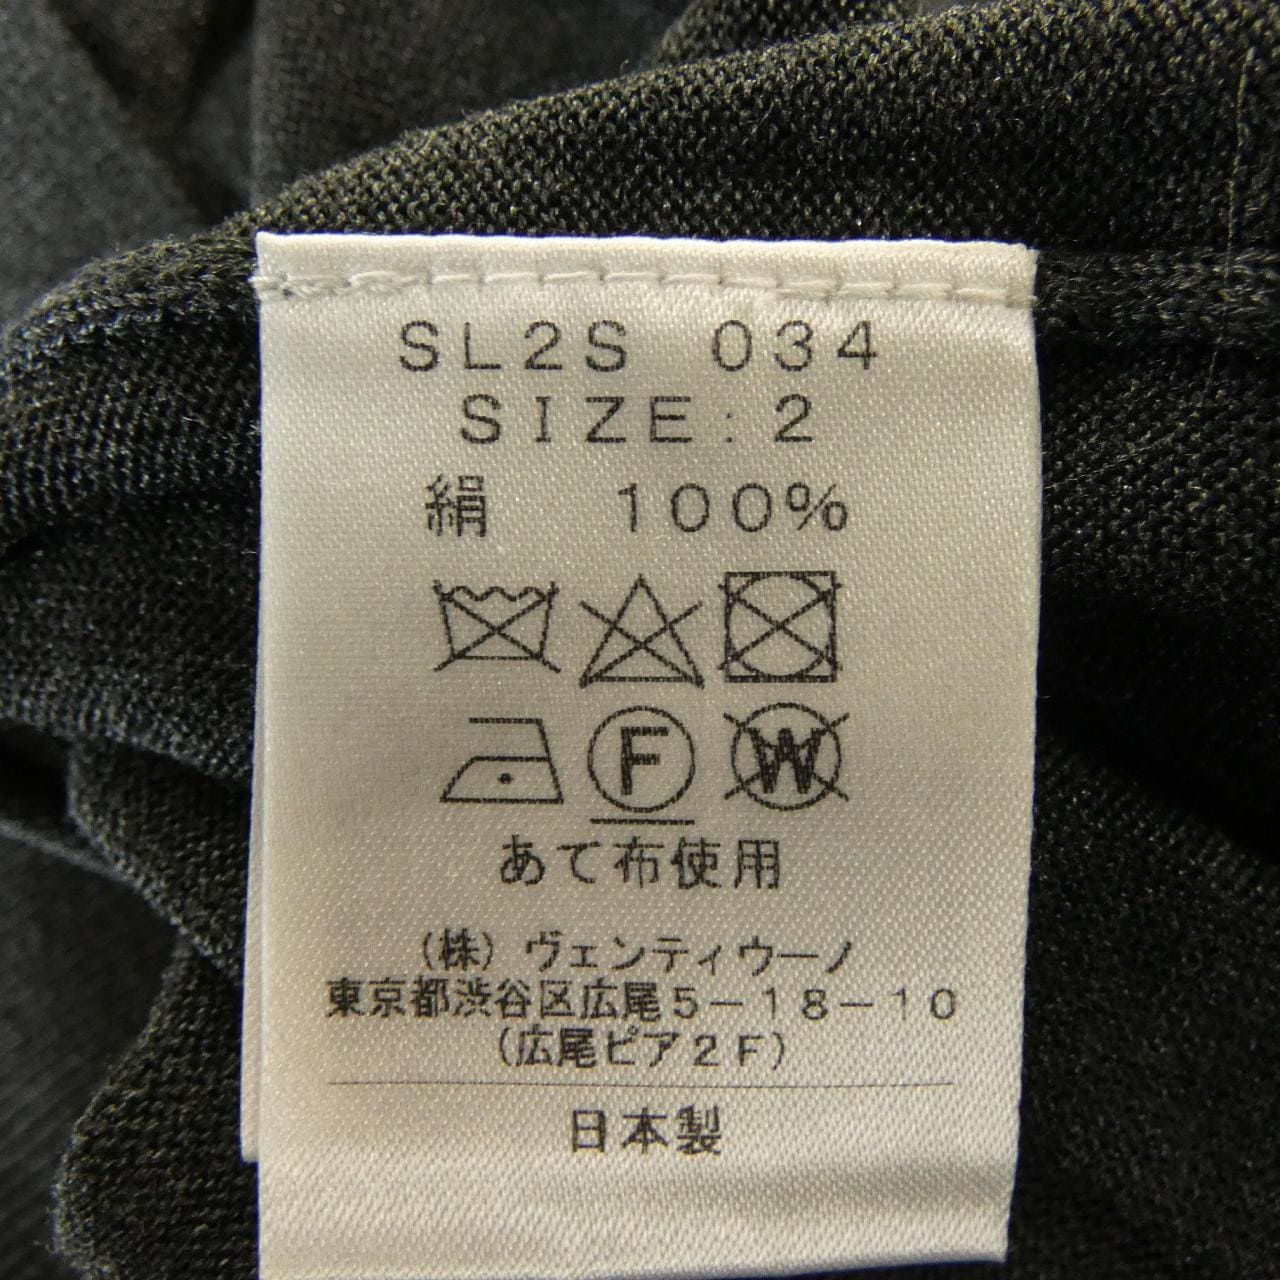 SL2S 034
SIZE:2
絹 100%
F W
あて布使用
(株)ヴェンティウーノ
東京都渋谷区広尾5-18-10
(広尾ピア2F)
日本製